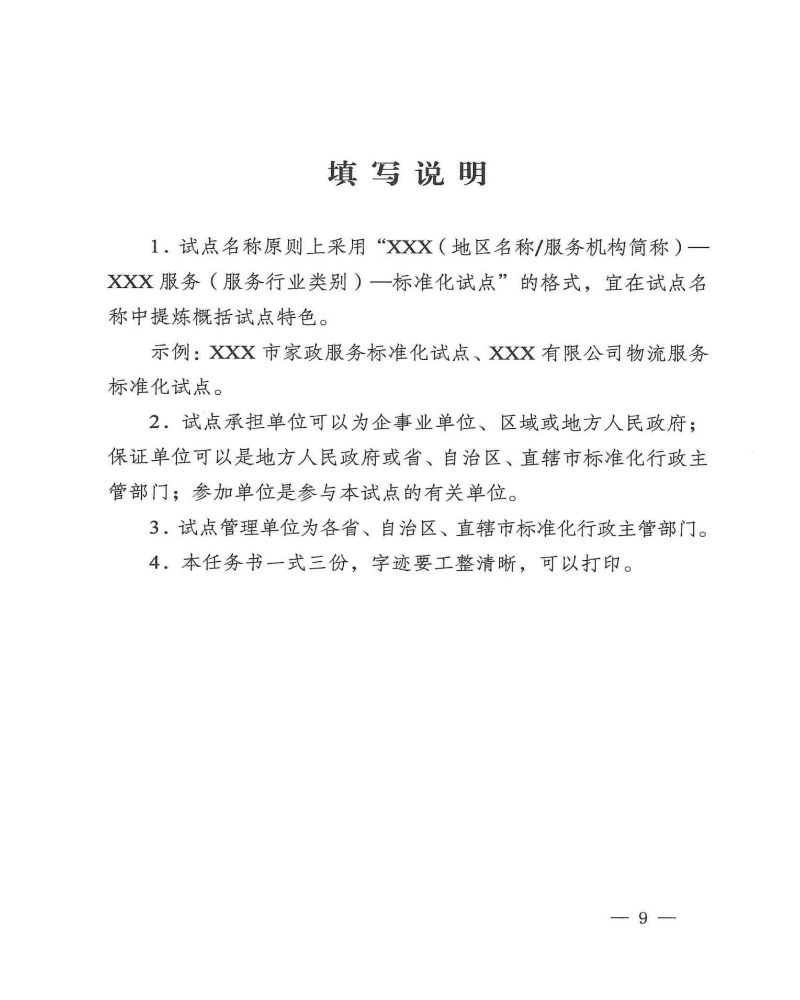 填写说明
1. 试点名称原则上采用“XXX（地区名称/服务机构简称）—
XXX 服务（服务行业类别）—标准化试点”的格式，宜在试点名
称中提炼概括试点特色。
示例：XXX 市家政服务标准化试点、XXX 有限公司物流服务
标准化试点。
2. 试点承担单位可以为企事业单位、区域或地方人民政府；
保证单位可以是地方人民政府或省、自治区、直辖市标准化行政主
管部门；参加单位是参与本试点的有关单位。
3. 试点管理单位为各省、自治区、直辖市标准化行政主管部门。
4. 本任务书一式三份，字迹要工整清晰，可以打印。
— 9 —